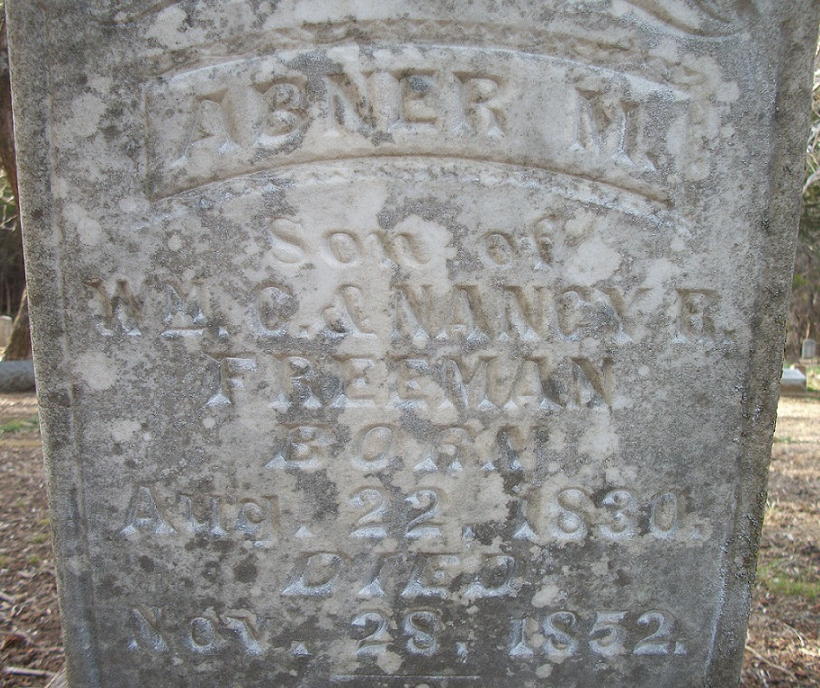 ABNER M.
Son of
WM. C. & NANCY R.
FREEMAN
BORN
Aug. 22, 1830.
DIED
Nov. 28, 1852.